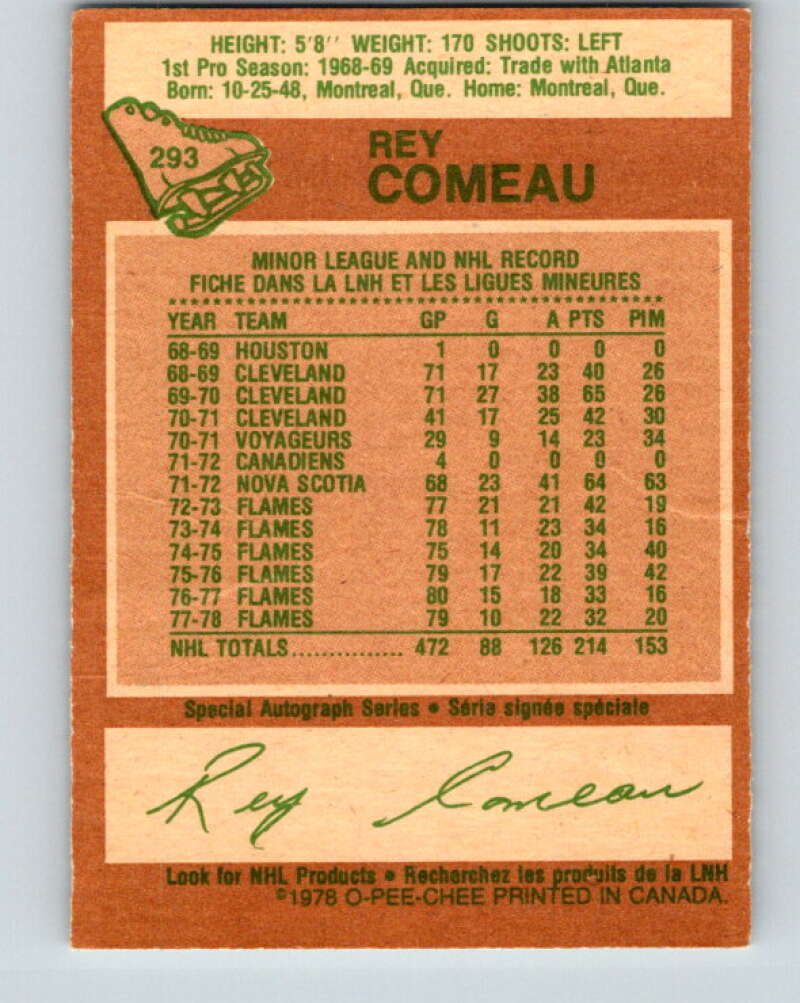 HEIGHT: 5'8'' WEIGHT: 170 SHOOTS: LEFT
1st Pro Season: 1968-69 Acquired: Trade with Atlanta
Born: 10-25-48, Montreal, Que. Home: Montreal, Que.
293
REY
COMEAU
MINOR LEAGUE AND NHL RECORD
FICHE DANS LA LNH ET LES LIGUES MINEURES
YEAR TEAM GP G A PTS PIM
68-69 HOUSTON 1 0 0 0 0
68-69 CLEVELAND 71 17 23 40 26
69-70 CLEVELAND 71 27 38 65 26
70-71 CLEVELAND 41 17 25 42 30
70-71 VOYAGEURS 29 9 14 23 34
71-72 CANADIENS 4 0 0 0 0
71-72 NOVA SCOTIA 68 23 41 64 63
72-73 FLAMES 77 21 21 42 19
73-74 FLAMES 78 11 23 34 16
74-75 FLAMES 75 14 20 34 40
75-76 FLAMES 79 17 22 39 42
76-77 FLAMES 80 15 18 33 16
77-78 FLAMES 79 10 22 32 20
NHL TOTALS............... 472 88 126 214 153
Special Autograph Series • Séria signée spéciale
Rey Comeau
Look for NHL Products • Recherchez les produits de la LNH
©1978 O-PEE-CHEE PRINTED IN CANADA.